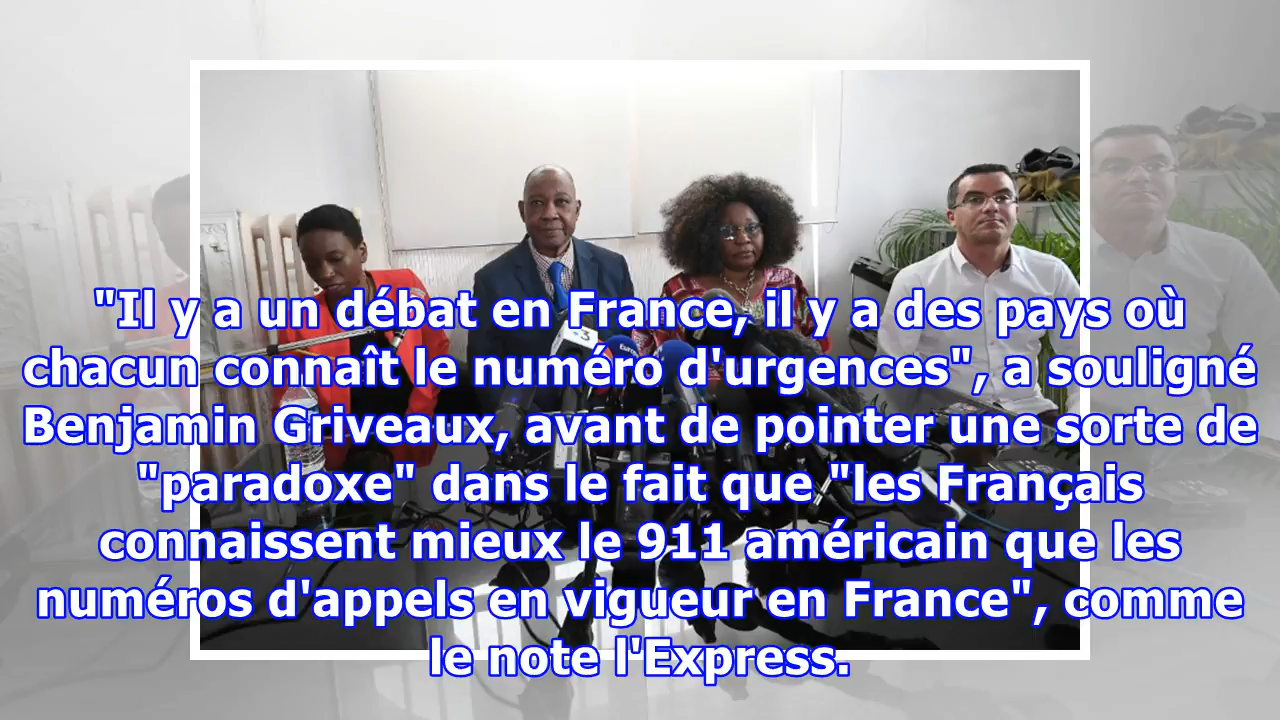 "Il y a un débat en France, il y a des pays où
chacun connaît le numéro d'urgences", a souligné
Benjamin Griveaux, avant de pointer une sorte de
"paradoxe" dans le fait que "les Français
connaissent mieux le 911 américain que les
numéros d'appels en vigueur en France", comme
le note l'Express.
3